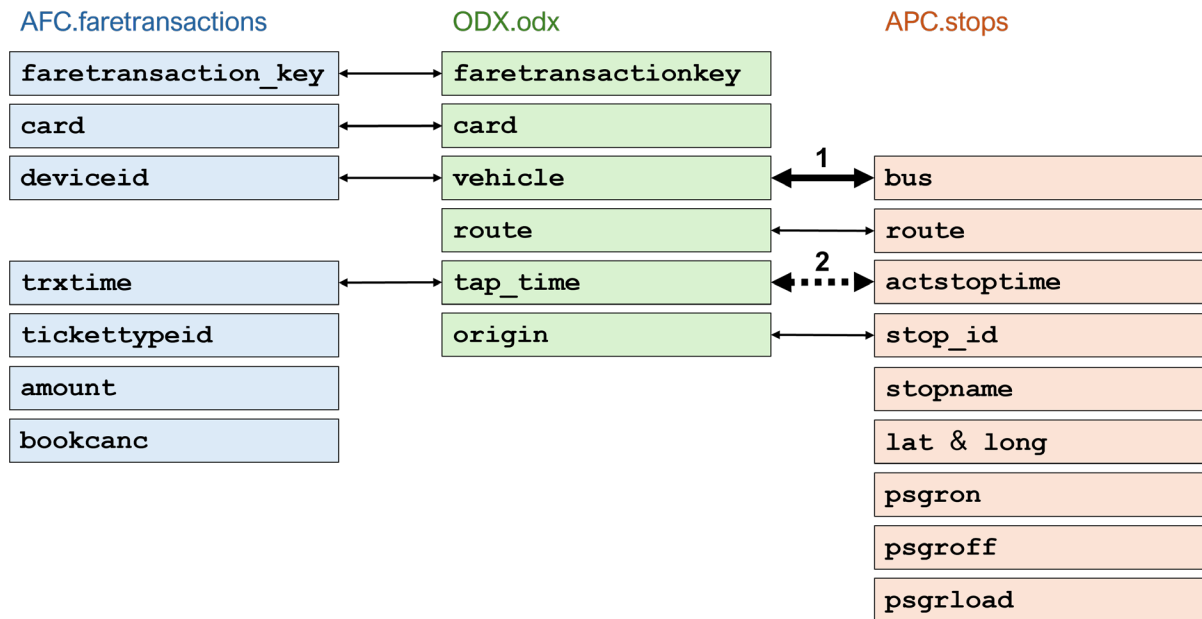 AFC.faretransactions
ODX.odx
APC.stops
faretransaction_key
faretransactionkey
card
card
deviceid
vehicle
1
bus
route
route
trxtime
tap_time
2
actstoptime
tickettypeid
origin
stop_id
amount
stopname
bookcanc
lat & long
psgron
psgroff
psgrload